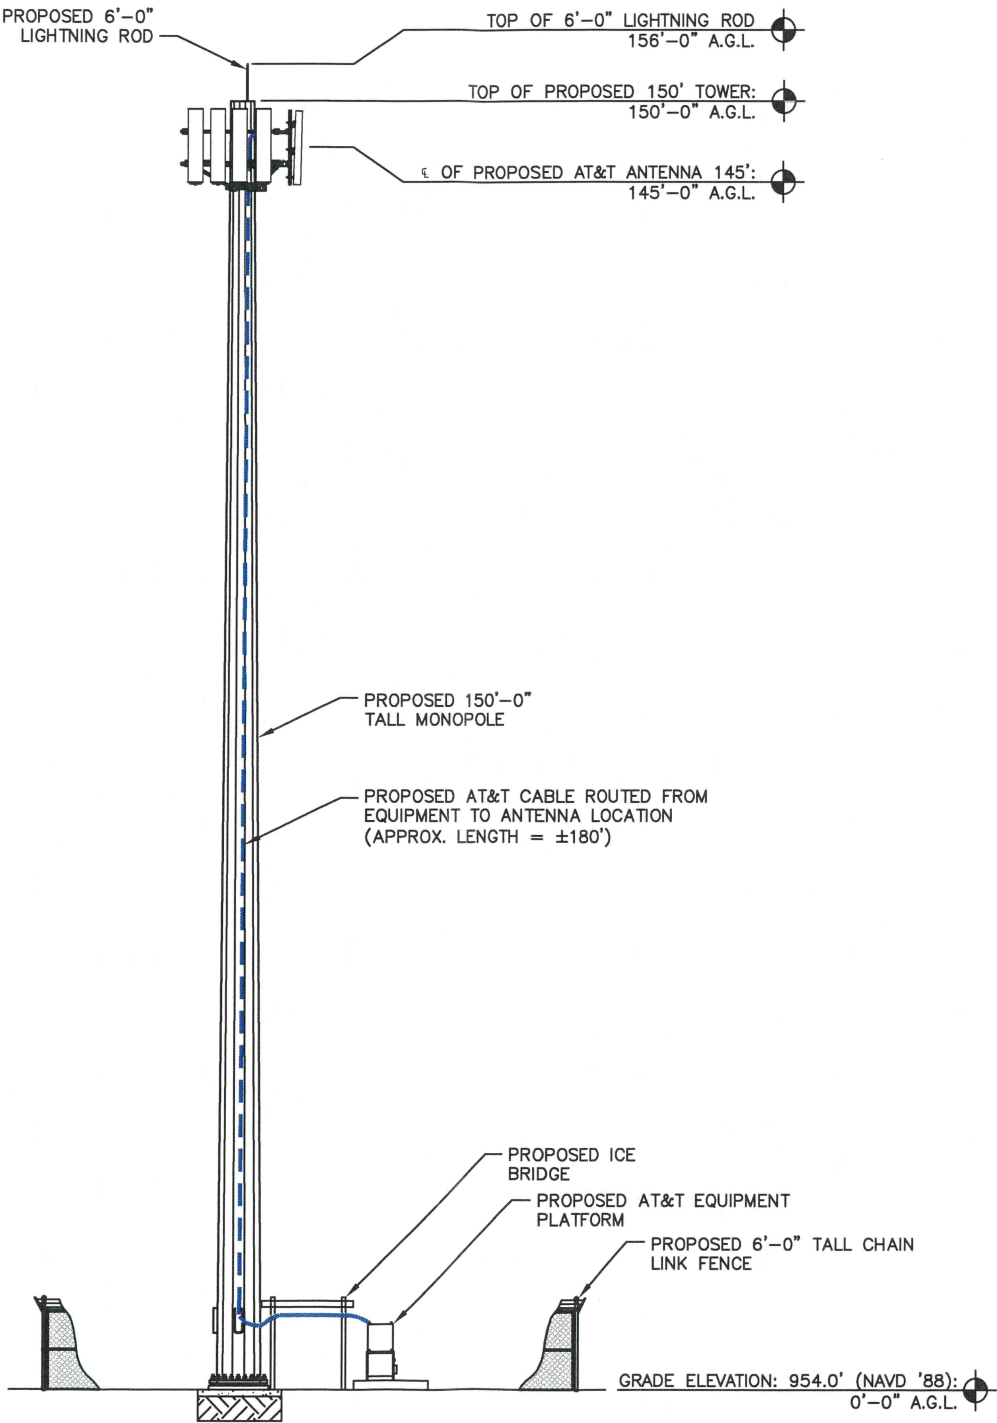 PROPOSED 6'-0"
LIGHTNING ROD
TOP OF 6'-0" LIGHTNING ROD
156'-0" A.G.L.
TOP OF PROPOSED 150' TOWER:
150'-0" A.G.L.
℄ OF PROPOSED AT&T ANTENNA 145':
145'-0" A.G.L.
PROPOSED 150'-0"
TALL MONOPOLE
PROPOSED AT&T CABLE ROUTED FROM
EQUIPMENT TO ANTENNA LOCATION
(APPROX. LENGTH = ±180')
PROPOSED ICE
BRIDGE
PROPOSED AT&T EQUIPMENT
PLATFORM
PROPOSED 6'-0" TALL CHAIN
LINK FENCE
GRADE ELEVATION: 954.0' (NAVD '88):
0'-0" A.G.L.